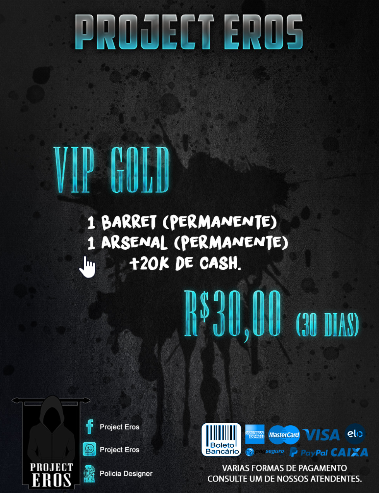 PROJECT EROS
VIP GOLD
1 BARRET (PERMANENTE)
1 ARSENAL (PERMANENTE)
+20K DE CASH.
R$30,00 (30 DIAS)
PROJECT
EROS
Project Eros
Project Eros
Policia Designer
Boleto
Bancário
MasterCard
VISA
elo
PayPal
CAIXA
VARIAS FORMAS DE PAGAMENTO
CONSULTE UM DE NOSSOS ATENDENTES.